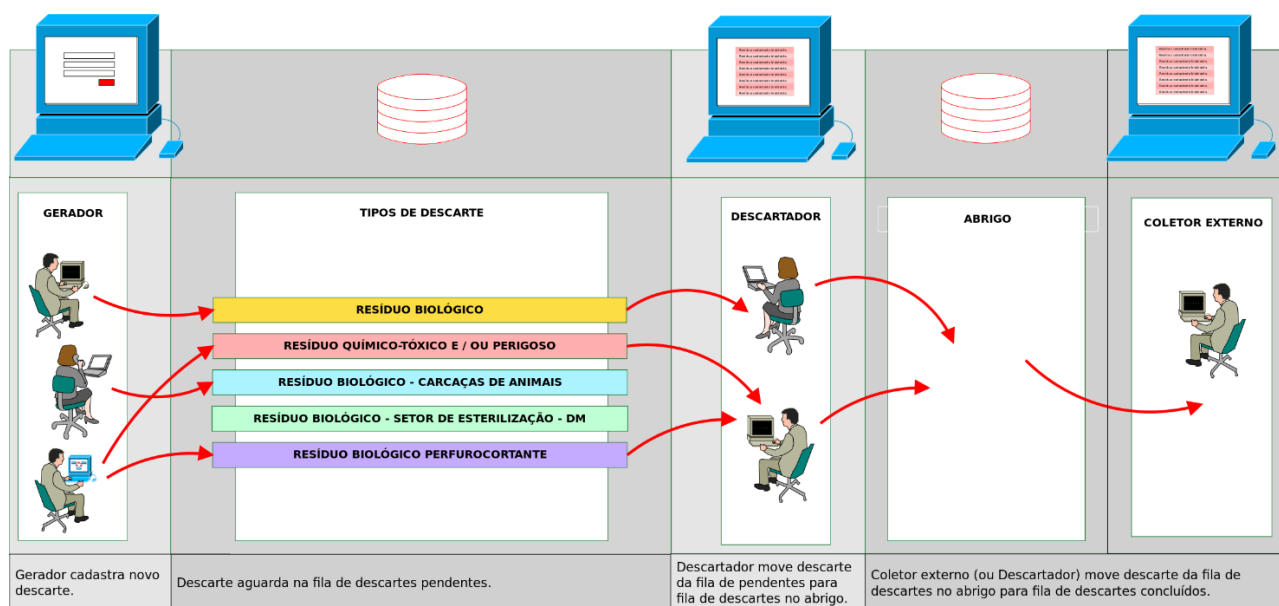 GERADOR
TIPOS DE DESCARTE
DESCARTADOR
ABRIGO
COLETOR EXTERNO
RESÍDUO BIOLÓGICO
RESÍDUO QUÍMICO-TÓXICO E / OU PERIGOSO
RESÍDUO BIOLÓGICO - CARCAÇAS DE ANIMAIS
RESÍDUO BIOLÓGICO - SETOR DE ESTERILIZAÇÃO - DM
RESÍDUO BIOLÓGICO PERFUROCORTANTE
Gerador cadastra novo
descarte.
Descarte aguarda na fila de descartes pendentes.
Descartador move descarte
da fila de pendentes para
fila de descartes no abrigo.
Coletor externo (ou Descartador) move descarte da fila de
descartes no abrigo para fila de descartes concluídos.